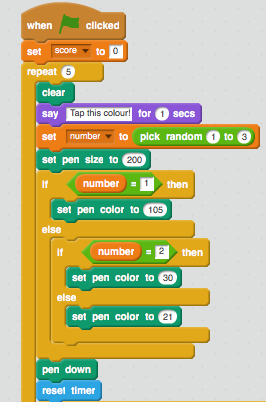 when clicked
set score to 0
repeat 5
clear
say Tap this colour! for 1 secs
set number to pick random 1 to 3
set pen size to 200
if number = 1 then
set pen color to 105
else
if number = 2 then
set pen color to 30
else
set pen color to 21
pen down
reset timer